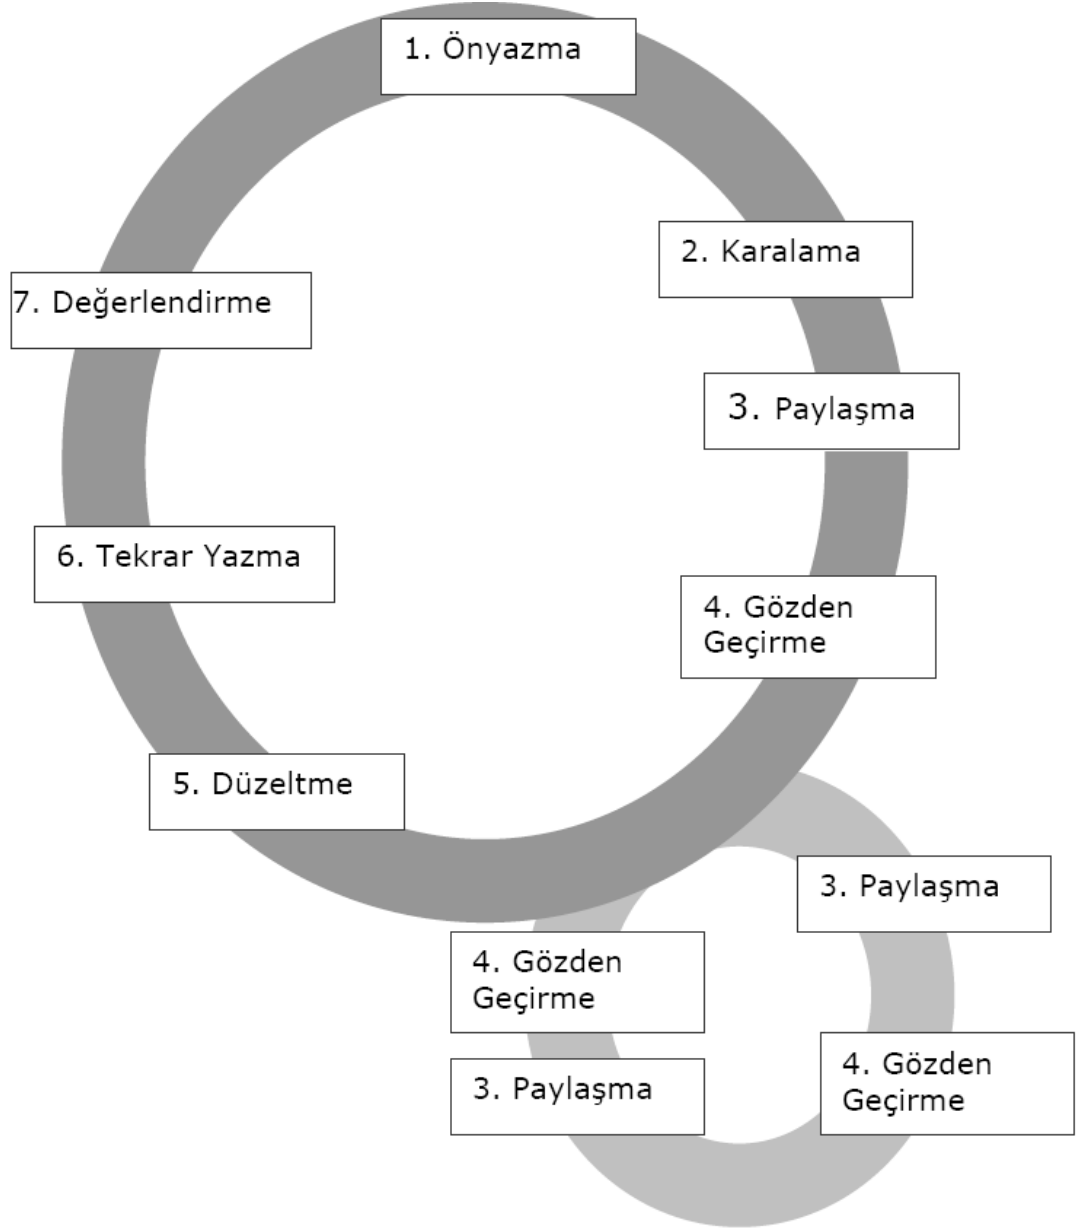 1. Önyazma
2. Karalama
7. Değerlendirme
3. Paylaşma
6. Tekrar Yazma
4. Gözden
Geçirme
5. Düzeltme
3. Paylaşma
4. Gözden
Geçirme
4. Gözden
Geçirme
3. Paylaşma